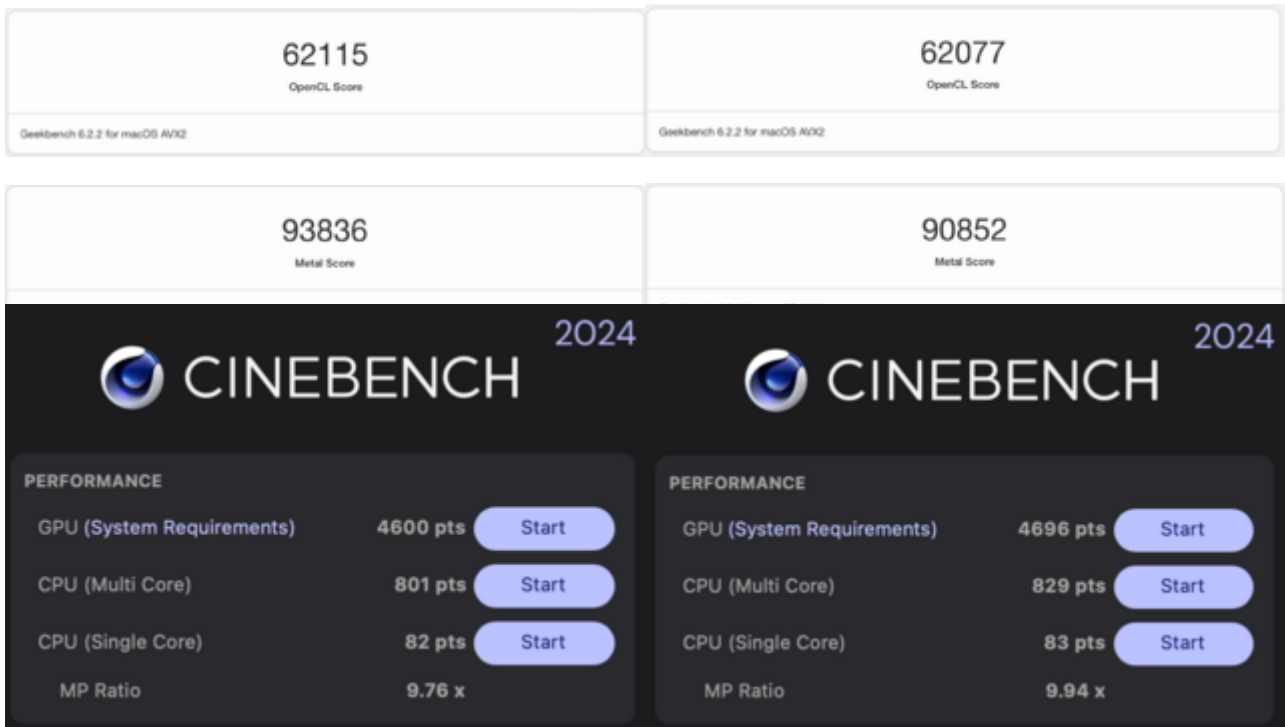 62115
OpenCL Score
Geekbench 6.2.2 for macOS AVX2
62077
OpenCL Score
Geekbench 6.2.2 for macOS AVX2
93836
Metal Score
90852
Metal Score
2024
CINEBENCH
PERFORMANCE
GPU (System Requirements) 4600 pts Start
CPU (Multi Core) 801 pts Start
CPU (Single Core) 82 pts Start
MP Ratio 9.76 x
2024
CINEBENCH
PERFORMANCE
GPU (System Requirements) 4696 pts Start
CPU (Multi Core) 829 pts Start
CPU (Single Core) 83 pts Start
MP Ratio 9.94 x